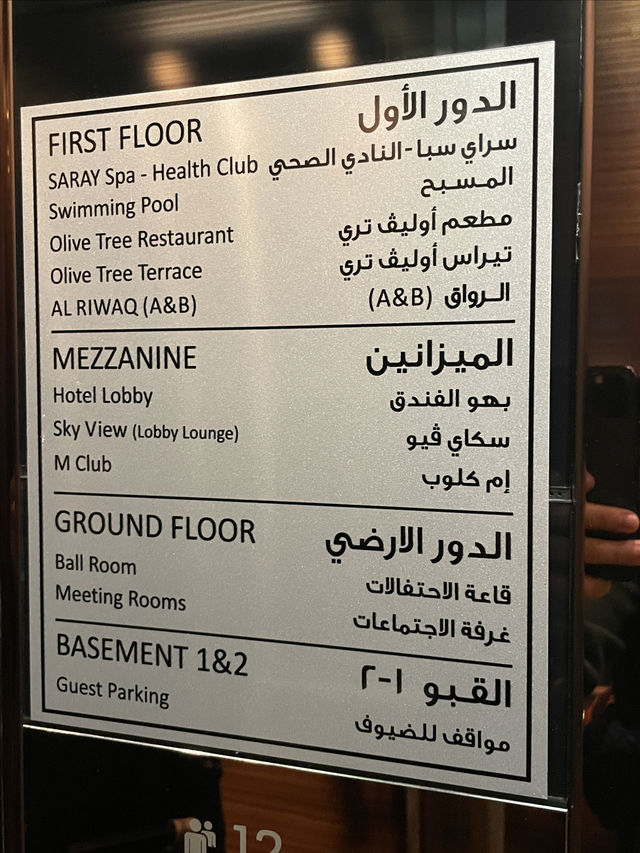 FIRST FLOOR الدور الأول
SARAY Spa - Health Club سراي سبا-النادي الصحي
Swimming Pool المسبح
Olive Tree Restaurant مطعم أوليڤ تري
Olive Tree Terrace تيراس أوليڤ تري
AL RIWAQ (A&B) الرواق (A&B)
MEZZANINE الميزانين
Hotel Lobby بهو الفندق
Sky View (Lobby Lounge) سكاي ڤيو
M Club إم كلوب
GROUND FLOOR الدور الارضي
Ball Room قاعة الاحتفالات
Meeting Rooms غرفة الاجتماعات
BASEMENT 1&2 القبو ١-٢
Guest Parking مواقف للضيوف
12